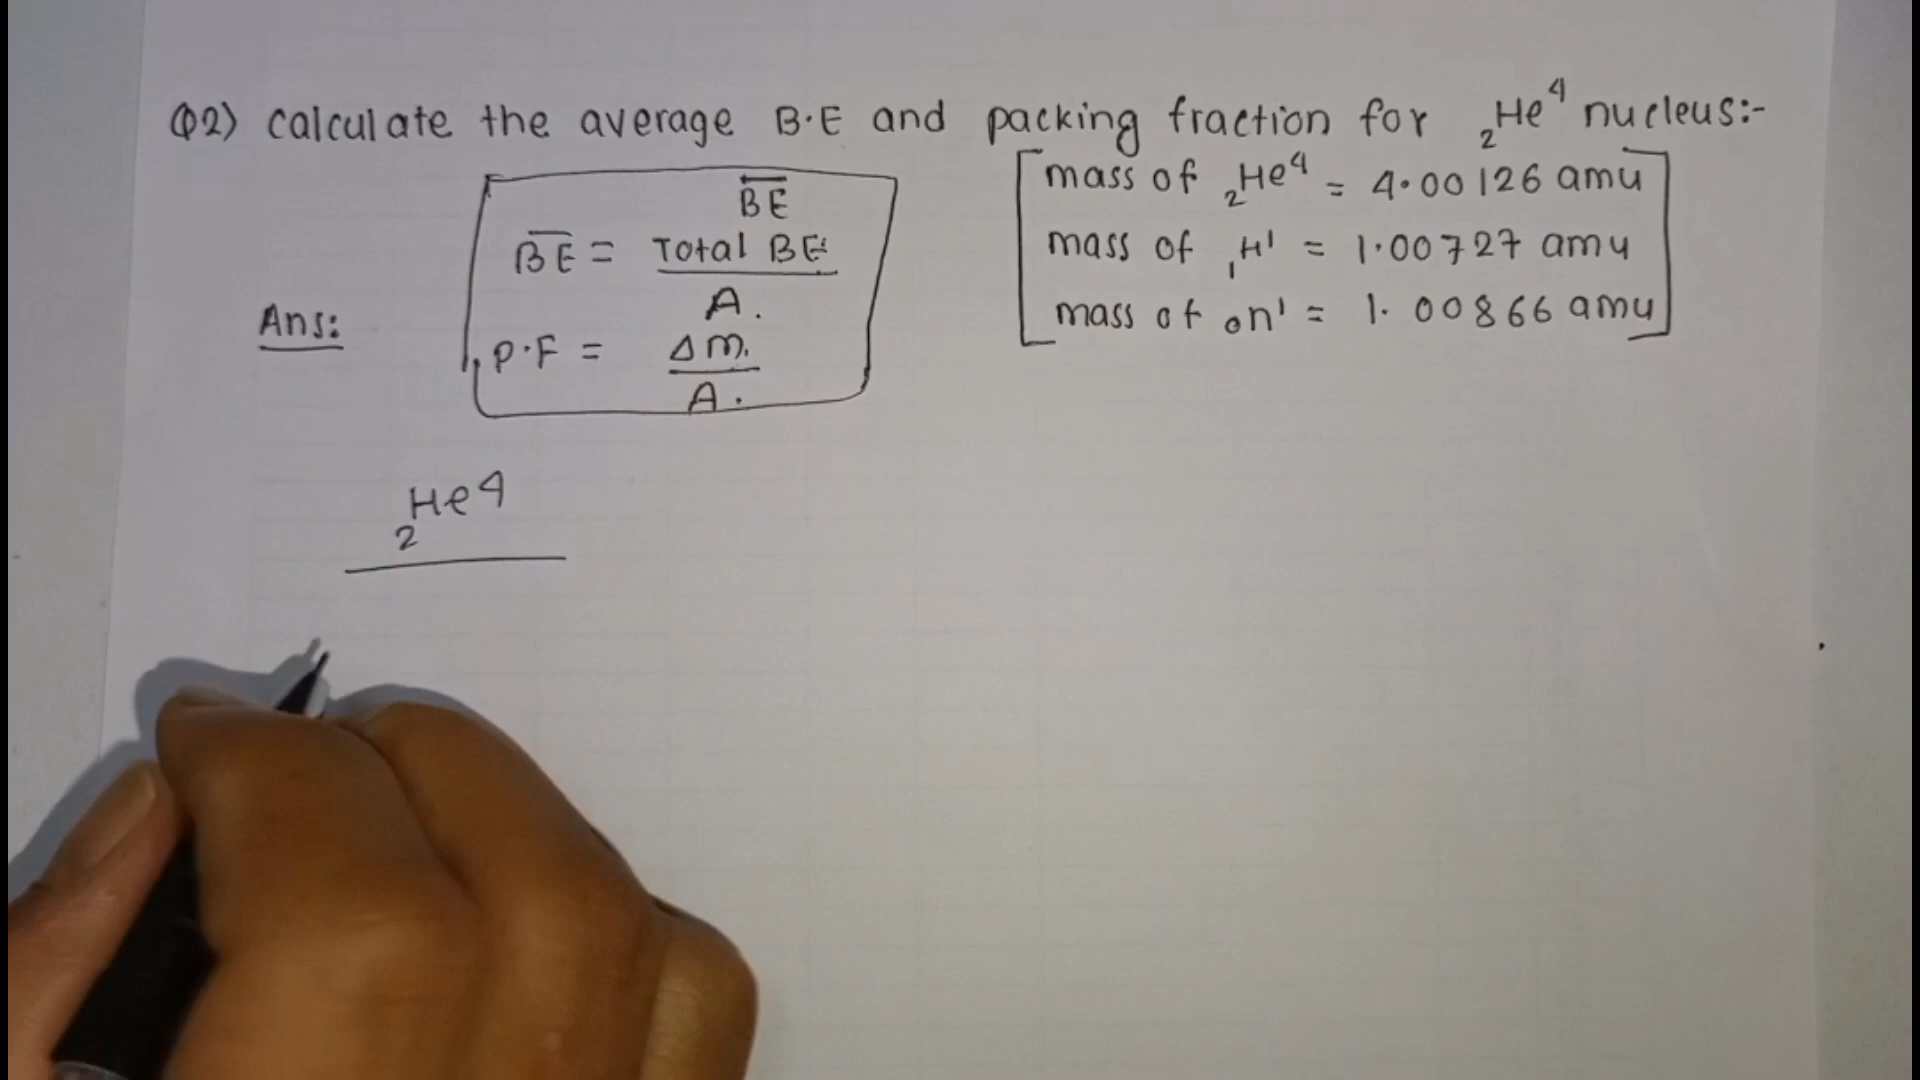 Q2) calculate the average B.E and packing fraction for ₂He⁴ nucleus:-
[mass of ₂He⁴ = 4.00126 amu
mass of ₁H¹ = 1.00727 amu
mass of ₀n¹ = 1.00866 amu]
B̅E̅
B̅E̅ = Total BE
A.
Ans:
P.F = Δm.
A.
₂He⁴